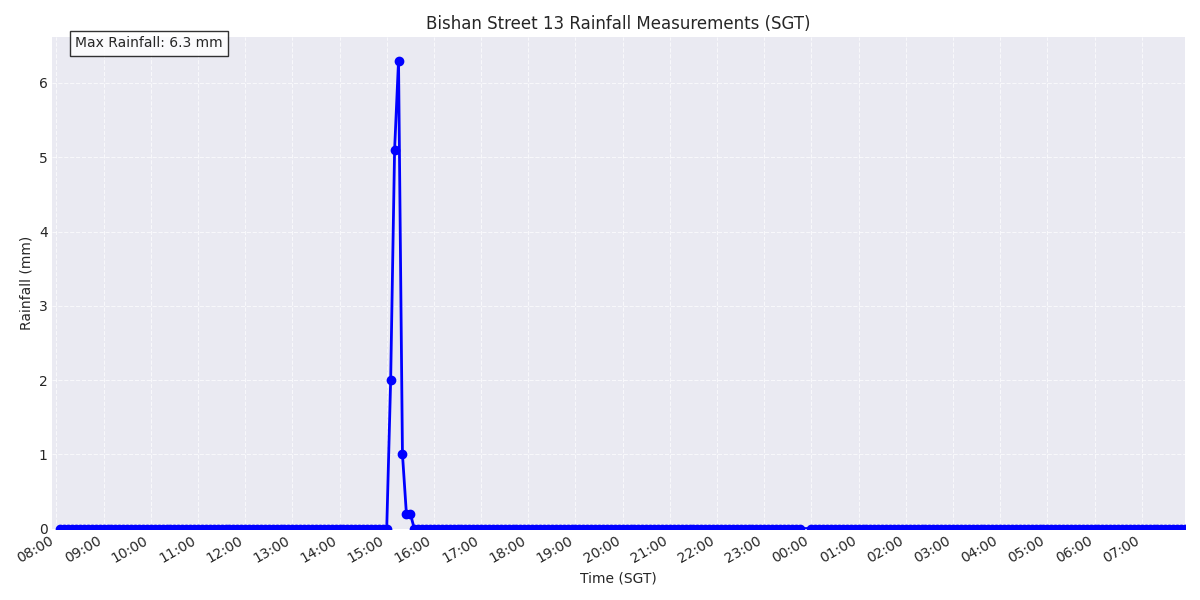 Bishan Street 13 Rainfall Measurements (SGT)
Max Rainfall: 6.3 mm
Rainfall (mm)
6
5
4
3
2
1
0
08:00 09:00 10:00 11:00 12:00 13:00 14:00 15:00 16:00 17:00 18:00 19:00 20:00 21:00 22:00 23:00 00:00 01:00 02:00 03:00 04:00 05:00 06:00 07:00
Time (SGT)